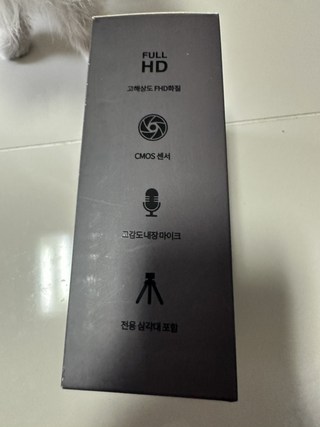 FULL
HD
고해상도 FHD화질
CMOS 센서
고감도 내장 마이크
전용 삼각대 포함